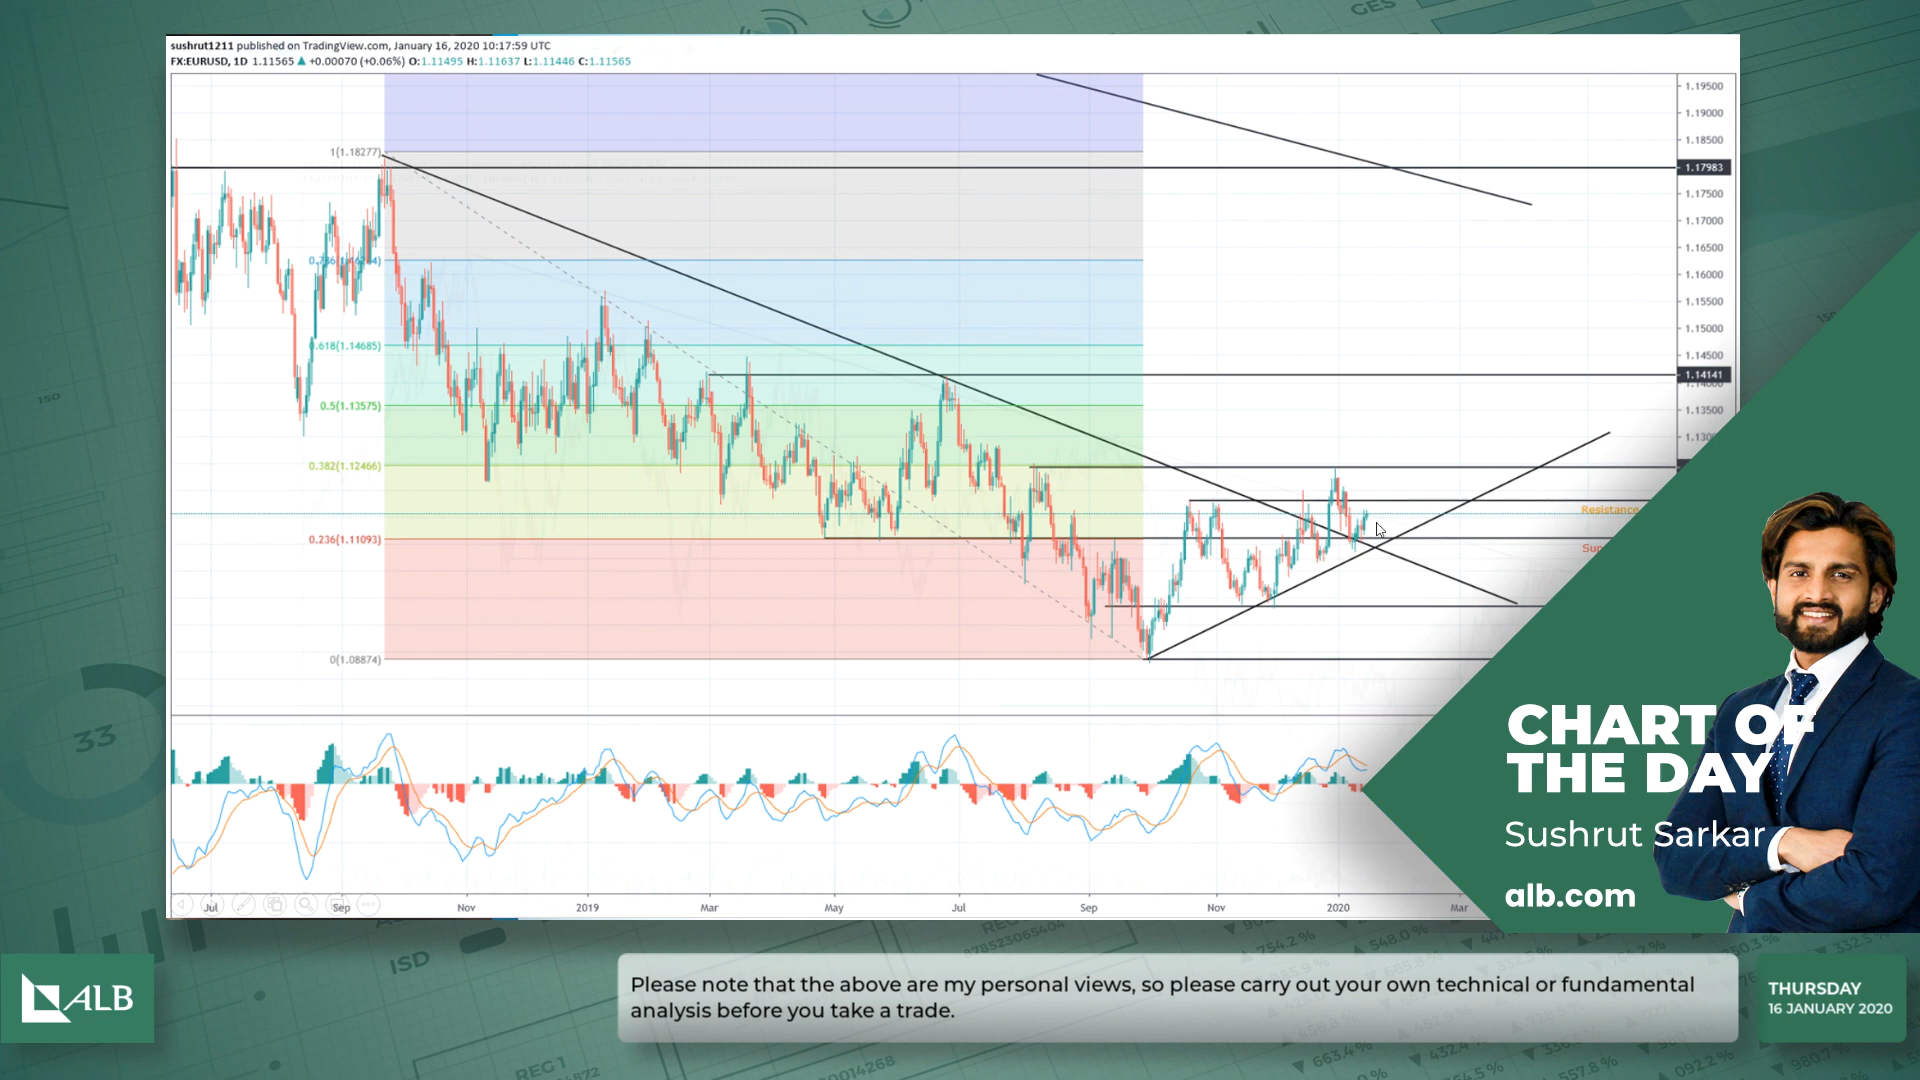 sushrut1211 published on TradingView.com, January 16, 2020 10:17:59 UTC
FX:EURUSD, 1D 1.11565 ▲ +0.00070 (+0.06%) O:1.11495 H:1.11637 L:1.11446 C:1.11565
1.19500
1.19000
1.18500
1(1.18277)
1.17983
1.17500
1.17000
1.16500
1.16000
1.15500
1.15000
0.618(1.14685)
1.14500
1.14141
1.13500
0.5(1.13575)
0.382(1.12466)
Resistance
0.236(1.11093)
0(1.08874)
Jul
Sep
Nov
2019
Mar
May
Jul
Sep
Nov
2020
Mar
CHART OF
THE DAY
Sushrut Sarkar
alb.com
ALB
Please note that the above are my personal views, so please carry out your own technical or fundamental
analysis before you take a trade.
THURSDAY
16 JANUARY 2020
33
ISD
ISO
REG 1